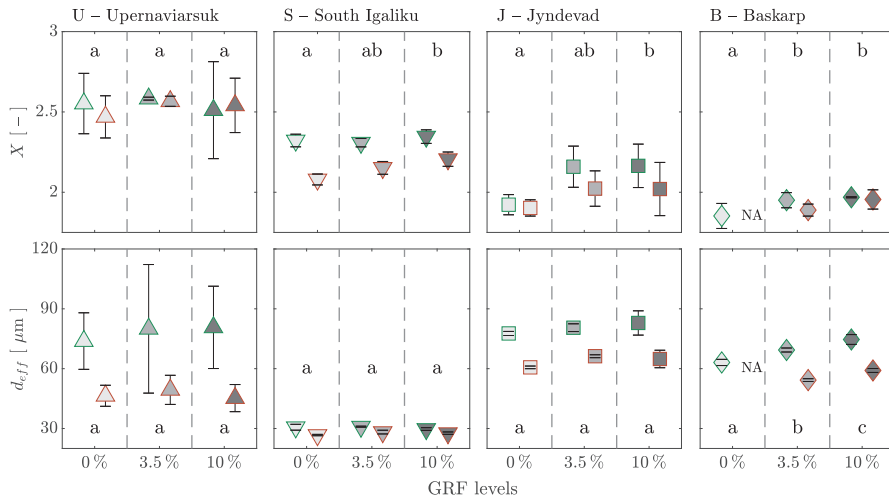 U – Upernaviarsuk
S – South Igaliku
J – Jyndevad
B – Baskarp
3
2.5
2
X [ − ]
a a a
a ab b
a ab b
a b b
NA
120
90
60
30
d_eff [ μm ]
a a a
a a a
a a a
a b c
NA
0 % 3.5 % 10 %
0 % 3.5 % 10 %
0 % 3.5 % 10 %
0 % 3.5 % 10 %
GRF levels